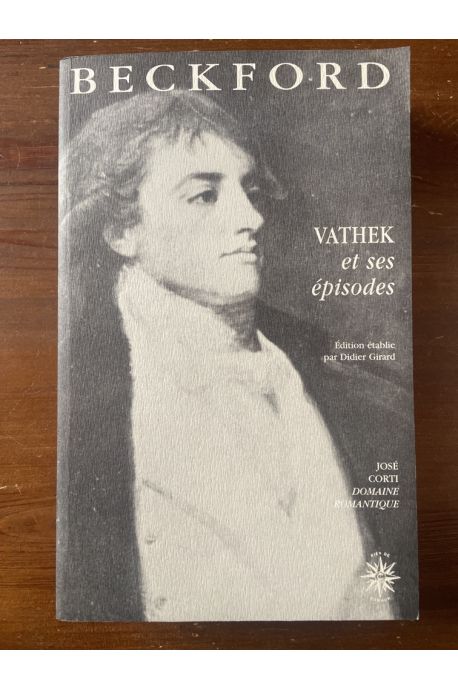 BECKFORD
VATHEK
et ses
épisodes
Édition établie
par Didier Girard
JOSÉ
CORTI
DOMAINE
ROMANTIQUE